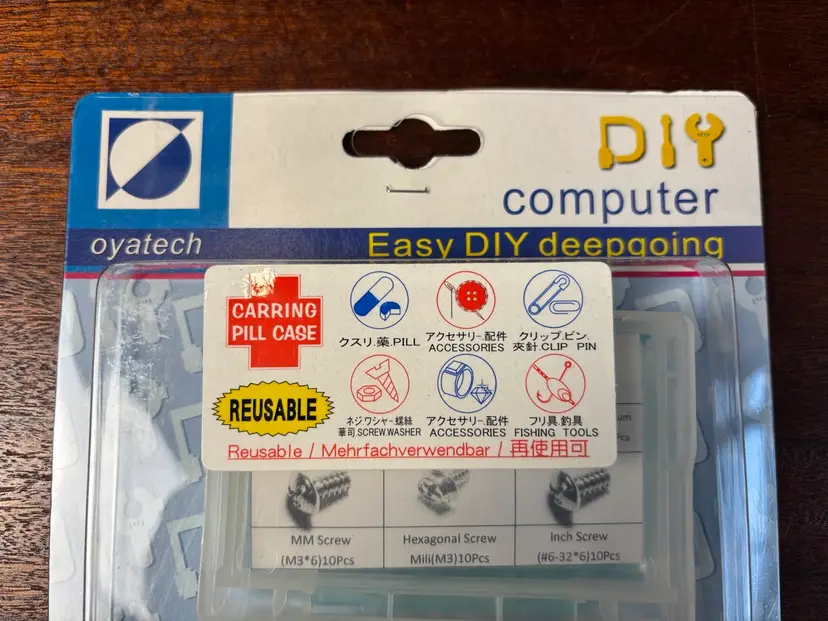 DIY
computer
oyatech
Easy DIY deepgoing
CARRING
PILL CASE
クスリ.藥.PILL
アクセサリー.配件
ACCESSORIES
クリップ.ピン.
夾針.CLIP PIN
REUSABLE
ネジ.ワシャー.螺絲
華司.SCREW.WASHER
アクセサリー.配件
ACCESSORIES
フリ具.釣具
FISHING TOOLS
Reusable / Mehrfachverwendbar / 再使用可
MM Screw
(M3*6)10Pcs
Hexagonal Screw
Mili(M3)10Pcs
Inch Screw
(#6-32*6)10Pcs